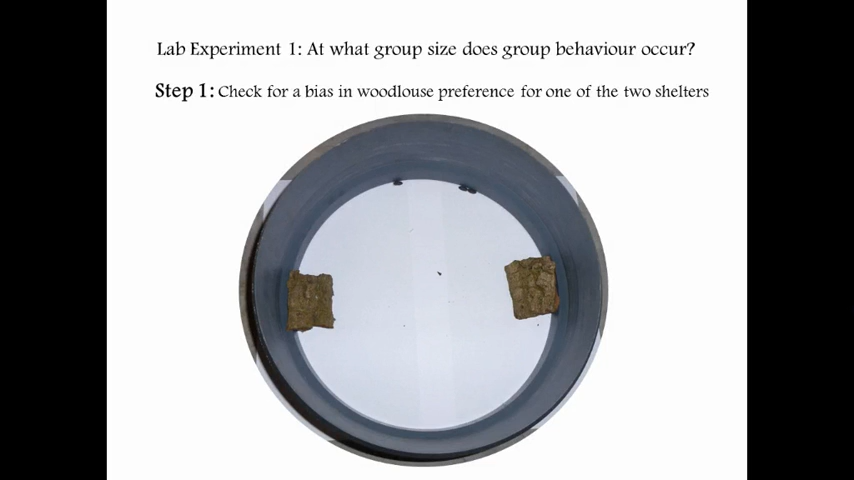 Lab Experiment 1: At what group size does group behaviour occur?
Step 1: Check for a bias in woodlouse preference for one of the two shelters